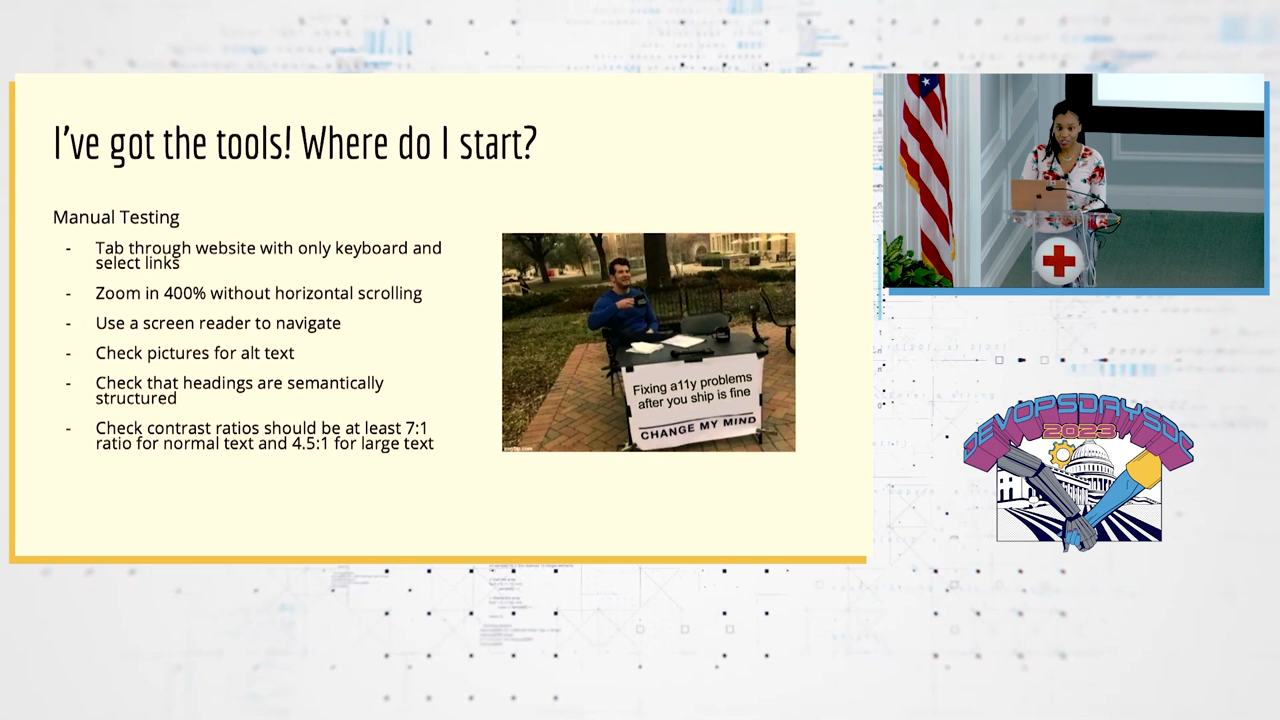 I've got the tools! Where do I start?
Manual Testing
- Tab through website with only keyboard and
select links
- Zoom in 400% without horizontal scrolling
- Use a screen reader to navigate
- Check pictures for alt text
- Check that headings are semantically
structured
- Check contrast ratios should be at least 7:1
ratio for normal text and 4.5:1 for large text
Fixing a11y problems
after you ship is fine
CHANGE MY MIND
imgflip.com
DEVOPSDAYSDC
2023